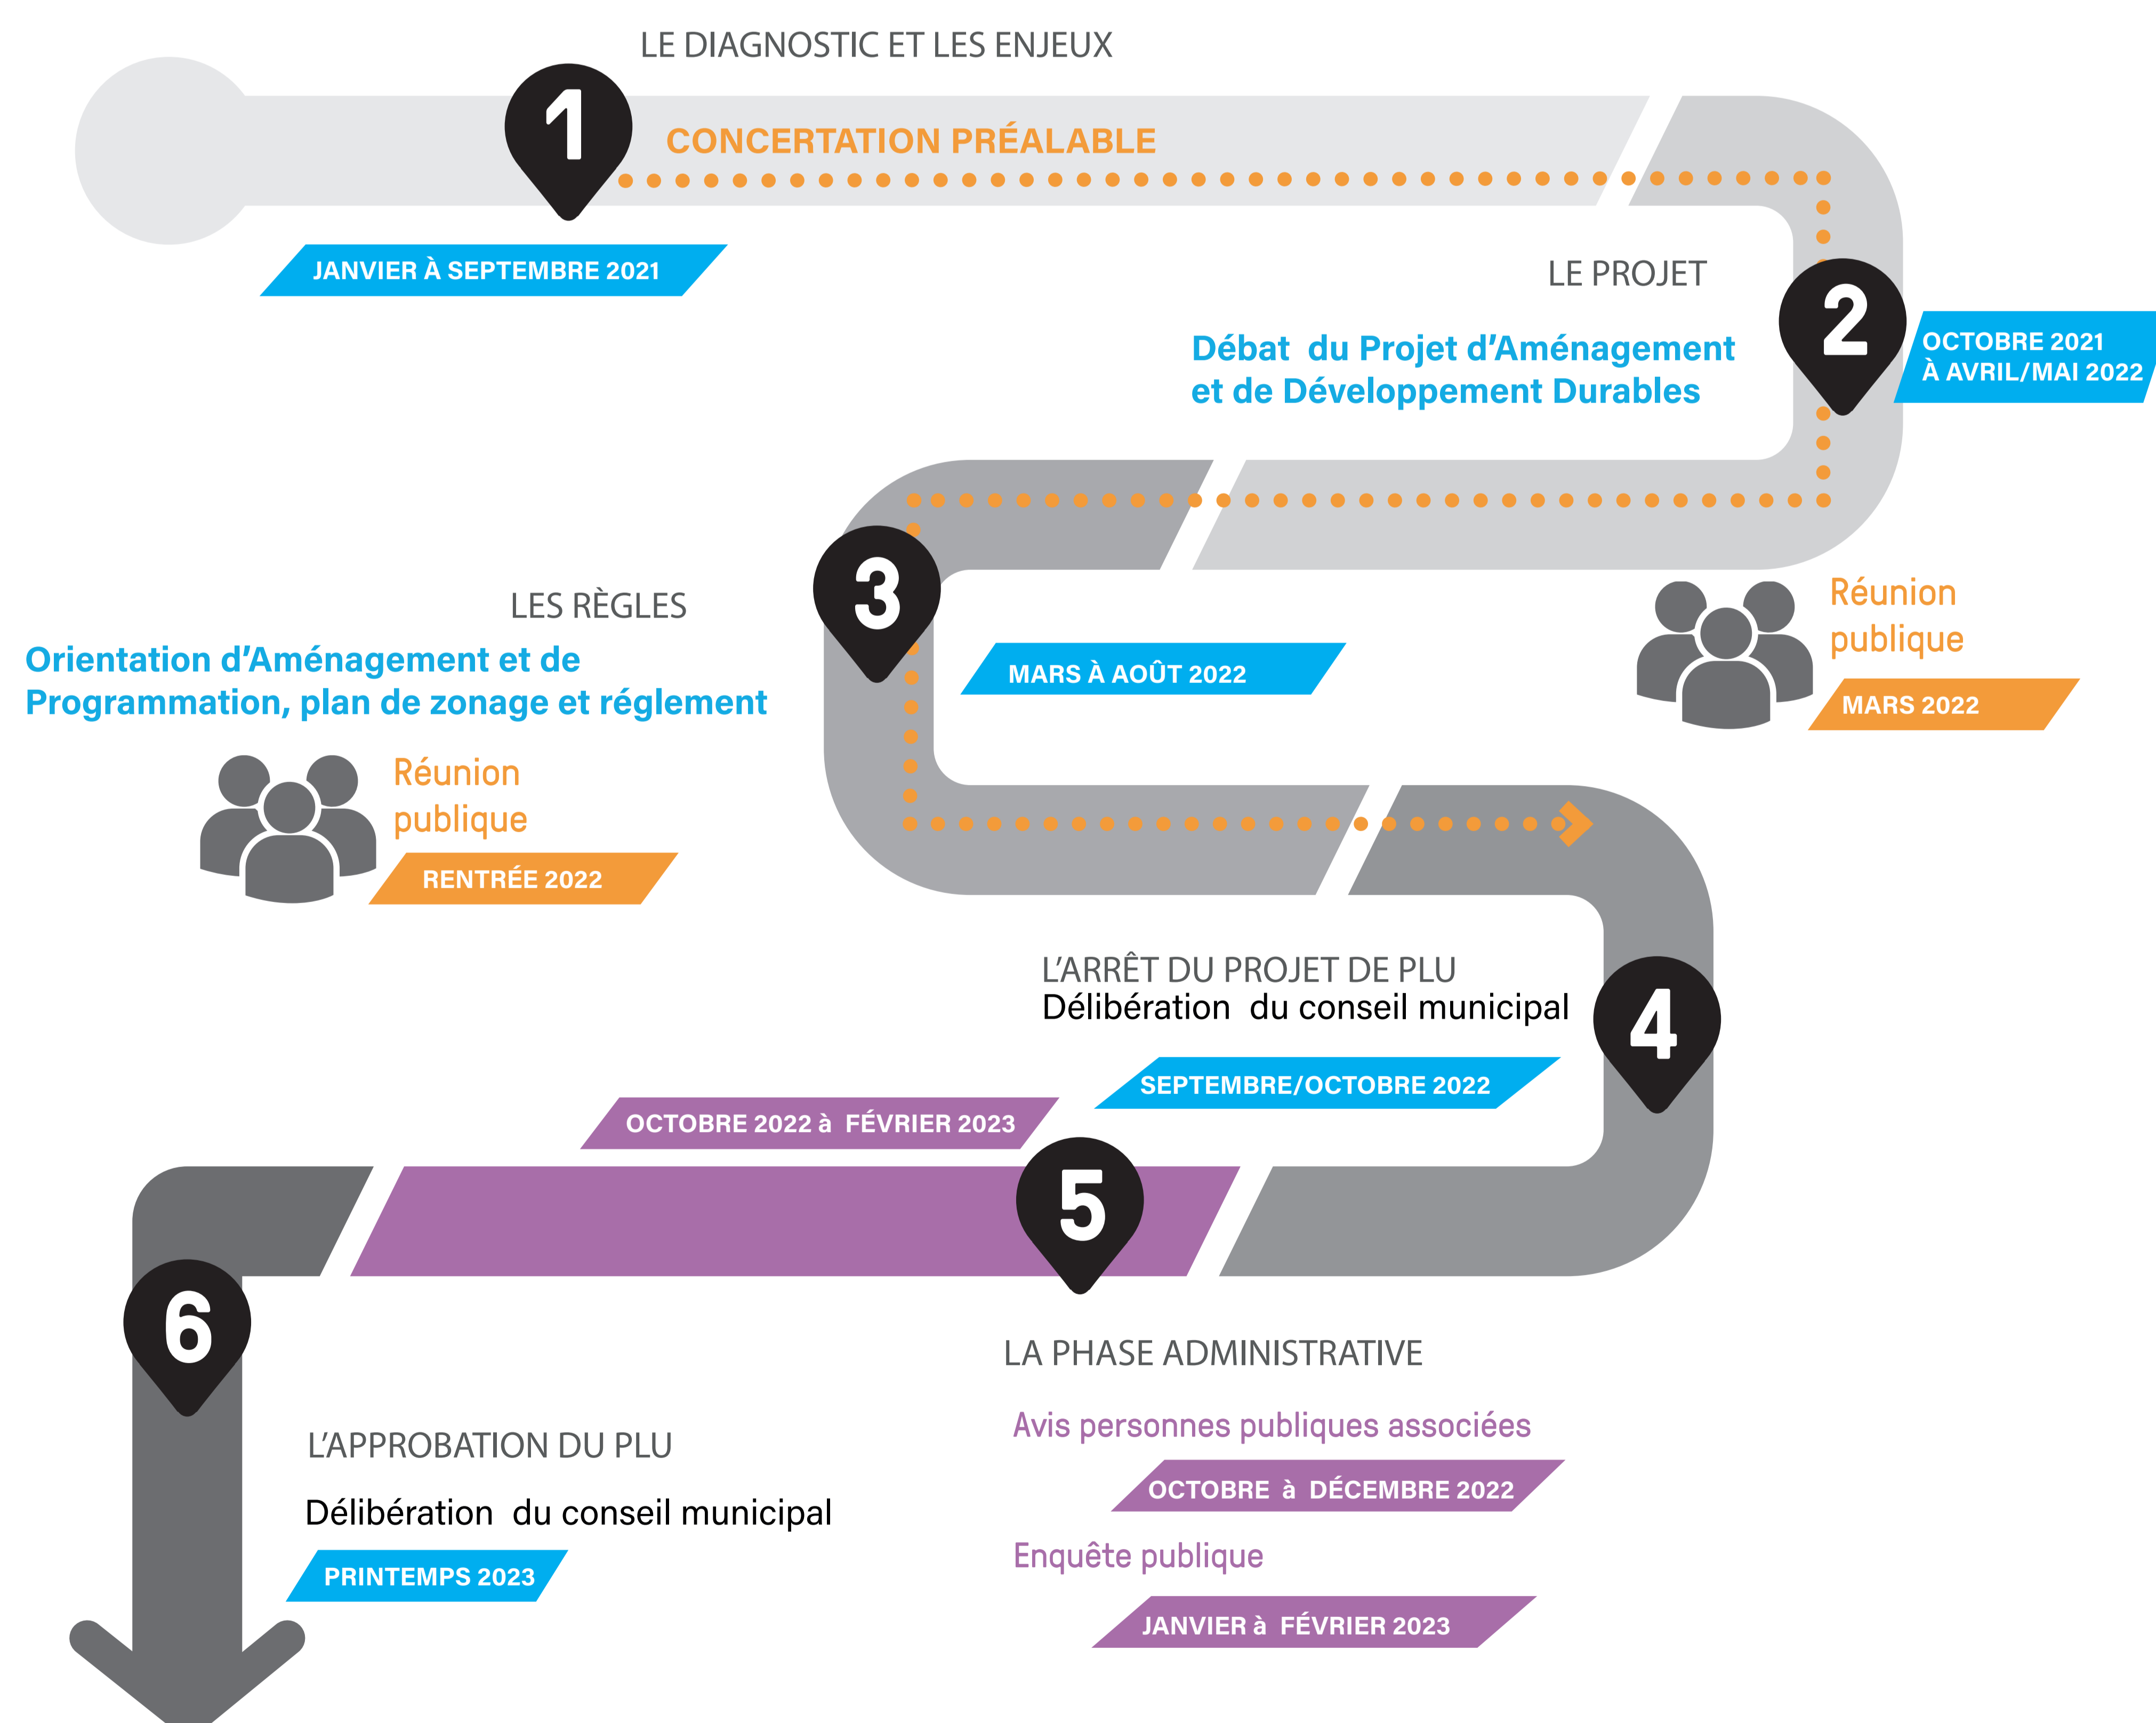 LE DIAGNOSTIC ET LES ENJEUX
1
CONCERTATION PRÉALABLE
JANVIER À SEPTEMBRE 2021
LE PROJET
2
OCTOBRE 2021
À AVRIL/MAI 2022
Débat du Projet d'Aménagement
et de Développement Durables
Réunion
publique
MARS 2022
3
LES RÈGLES
Orientation d'Aménagement et de
Programmation, plan de zonage et réglement
MARS À AOÛT 2022
Réunion
publique
RENTRÉE 2022
L'ARRÊT DU PROJET DE PLU
Délibération du conseil municipal
4
SEPTEMBRE/OCTOBRE 2022
OCTOBRE 2022 à FÉVRIER 2023
5
LA PHASE ADMINISTRATIVE
Avis personnes publiques associées
OCTOBRE à DÉCEMBRE 2022
Enquête publique
JANVIER à FÉVRIER 2023
6
L'APPROBATION DU PLU
Délibération du conseil municipal
PRINTEMPS 2023